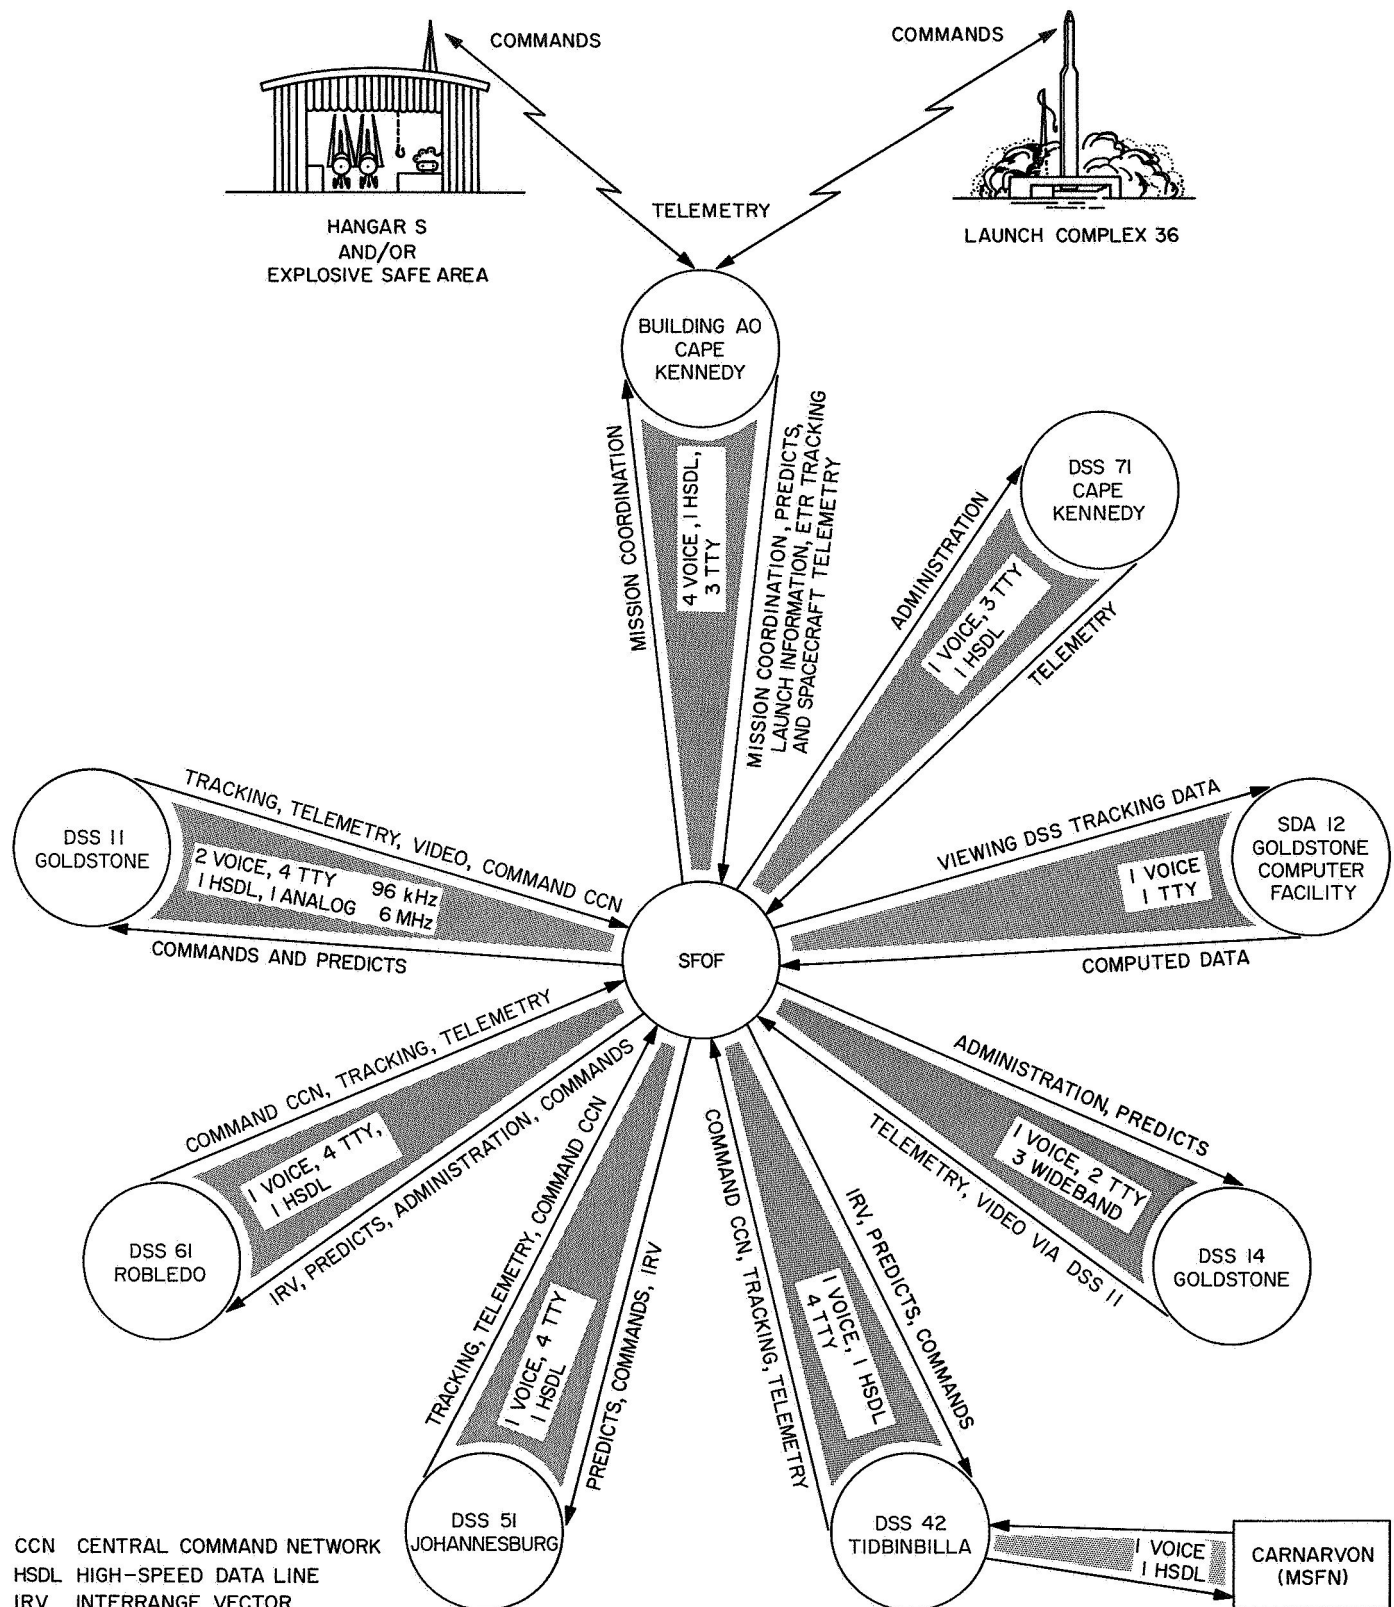 COMMANDS
COMMANDS
TELEMETRY
HANGAR S
AND/OR
EXPLOSIVE SAFE AREA
LAUNCH COMPLEX 36
BUILDING AO
CAPE
KENNEDY
MISSION COORDINATION
4 VOICE, 1 HSDL,
3 TTY
MISSION COORDINATION, PREDICTS,
LAUNCH INFORMATION, ETR TRACKING
AND SPACECRAFT TELEMETRY
DSS 71
CAPE
KENNEDY
ADMINISTRATION
1 VOICE, 3 TTY
1 HSDL
TELEMETRY
DSS 11
GOLDSTONE
TRACKING, TELEMETRY, VIDEO, COMMAND CCN
2 VOICE, 4 TTY 96 kHz
1 HSDL, 1 ANALOG 6 MHz
COMMANDS AND PREDICTS
VIEWING DSS TRACKING DATA
1 VOICE
1 TTY
COMPUTED DATA
SDA 12
GOLDSTONE
COMPUTER
FACILITY
SFOF
COMMAND CCN, TRACKING, TELEMETRY
1 VOICE, 4 TTY,
1 HSDL
IRV, PREDICTS, ADMINISTRATION, COMMANDS
DSS 61
ROBLEDO
TRACKING, TELEMETRY, COMMAND CCN
1 VOICE, 4 TTY
1 HSDL
PREDICTS, COMMANDS, IRV
DSS 51
JOHANNESBURG
COMMAND CCN, TRACKING, TELEMETRY
1 VOICE, 1 HSDL
4 TTY
IRV, PREDICTS, COMMANDS
DSS 42
TIDBINBILLA
ADMINISTRATION, PREDICTS
1 VOICE, 2 TTY
3 WIDEBAND
TELEMETRY, VIDEO VIA DSS 11
DSS 14
GOLDSTONE
1 VOICE
1 HSDL
CARNARVON
(MSFN)
CCN CENTRAL COMMAND NETWORK
HSDL HIGH-SPEED DATA LINE
IRV INTERRANGE VECTOR